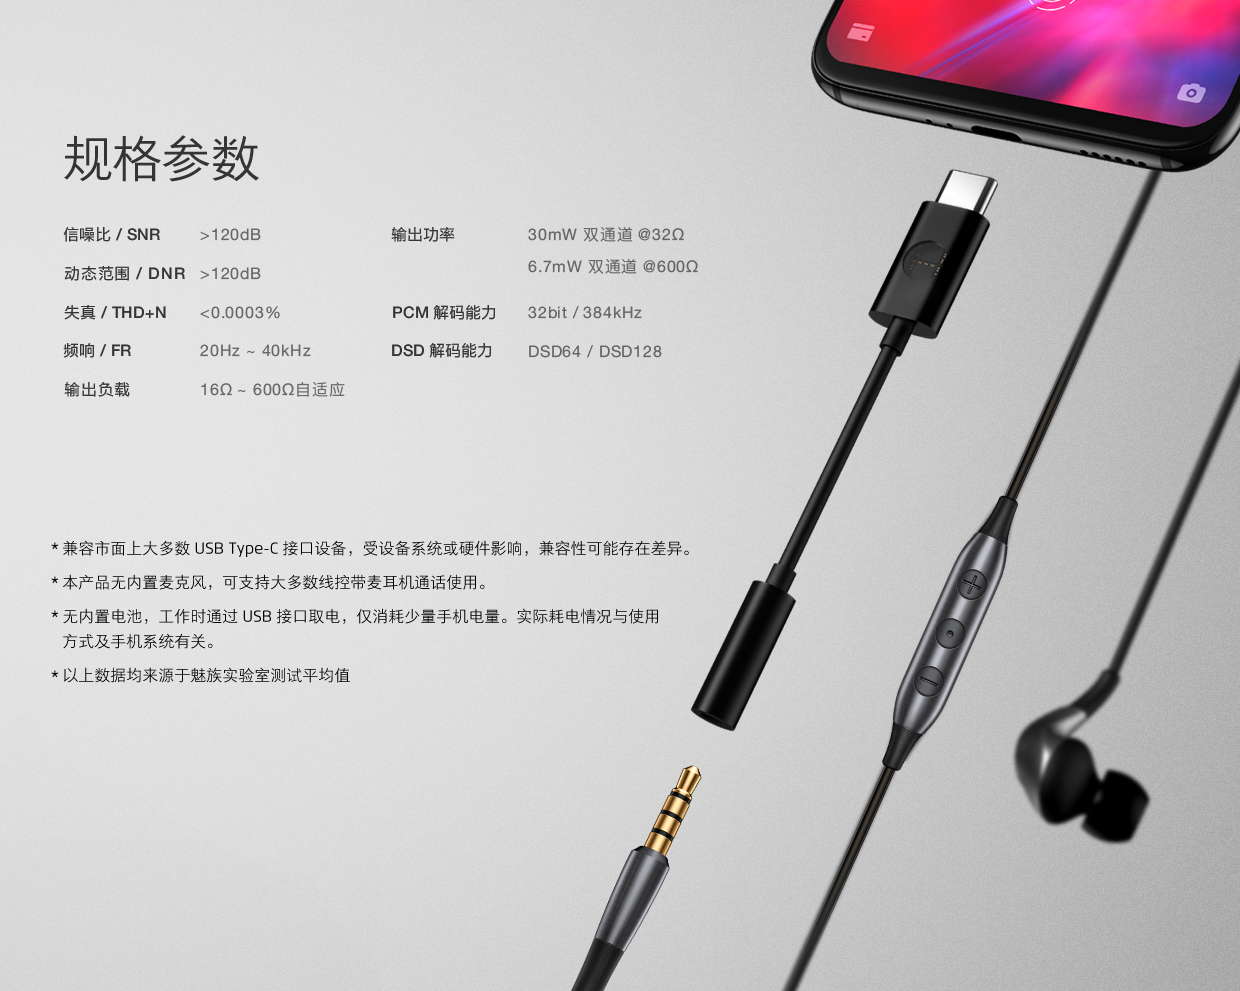 规格参数
信噪比 / SNR >120dB 输出功率 30mW 双通道 @32Ω
6.7mW 双通道 @600Ω
动态范围 / DNR >120dB
失真 / THD+N <0.0003% PCM 解码能力 32bit / 384kHz
频响 / FR 20Hz ~ 40kHz DSD 解码能力 DSD64 / DSD128
输出负载 16Ω ~ 600Ω自适应
* 兼容市面上大多数 USB Type-C 接口设备，受设备系统或硬件影响，兼容性可能存在差异。
* 本产品无内置麦克风，可支持大多数线控带麦耳机通话使用。
* 无内置电池，工作时通过 USB 接口取电，仅消耗少量手机电量。实际耗电情况与使用
方式及手机系统有关。
* 以上数据均来源于魅族实验室测试平均值